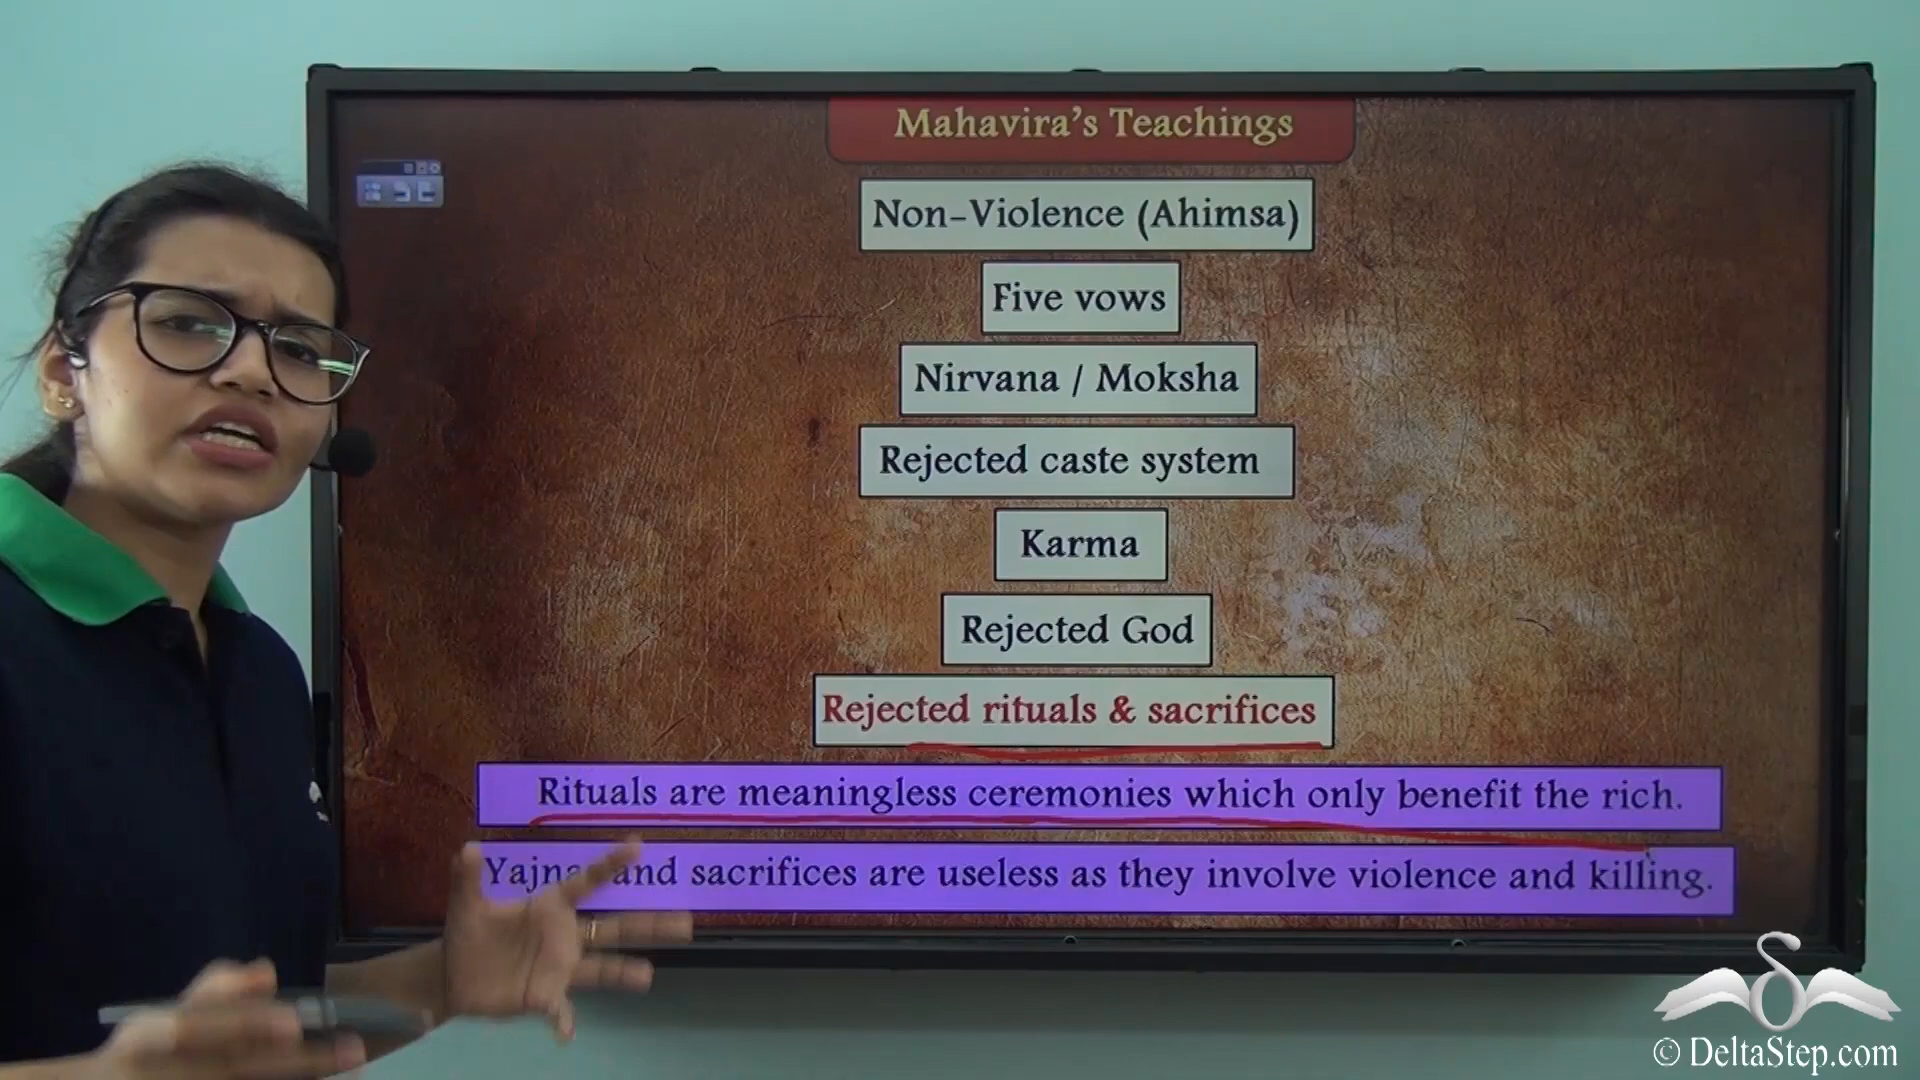 Mahavira's Teachings
Non-Violence (Ahimsa)
Five vows
Nirvana / Moksha
Rejected caste system
Karma
Rejected God
Rejected rituals & sacrifices
Rituals are meaningless ceremonies which only benefit the rich.
and sacrifices are useless as they involve violence and killing.
© DeltaStep.com